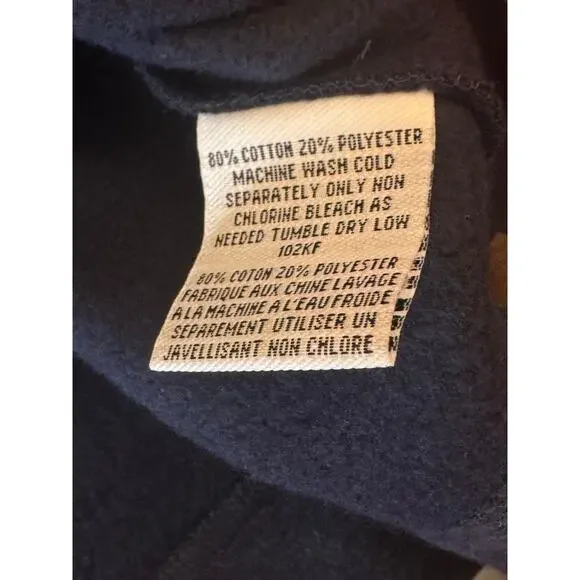 80% COTTON 20% POLYESTER
MACHINE WASH COLD
SEPARATELY ONLY NON
CHLORINE BLEACH AS
NEEDED TUMBLE DRY LOW
102KF
80% COTON 20% POLYESTER
FABRIQUE AUX CHINE LAVAGE
A LA MACHINE A L'EAU FROIDE
SEPAREMENT UTILISER UN
JAVELLISANT NON CHLORE